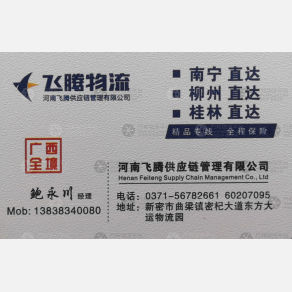 飞腾物流
河南飞腾供应链管理有限公司
南宁 直达
柳州 直达
桂林 直达
精品专线 全程保险
广西
全境
鲍永川 经理
Mob: 13838340080
河南飞腾供应链管理有限公司
Henan Feiteng Supply Chain Management Co., Ltd
电话: 0371-56782661 60207095
地址: 新密市曲梁镇密杞大道东方大
运物流园